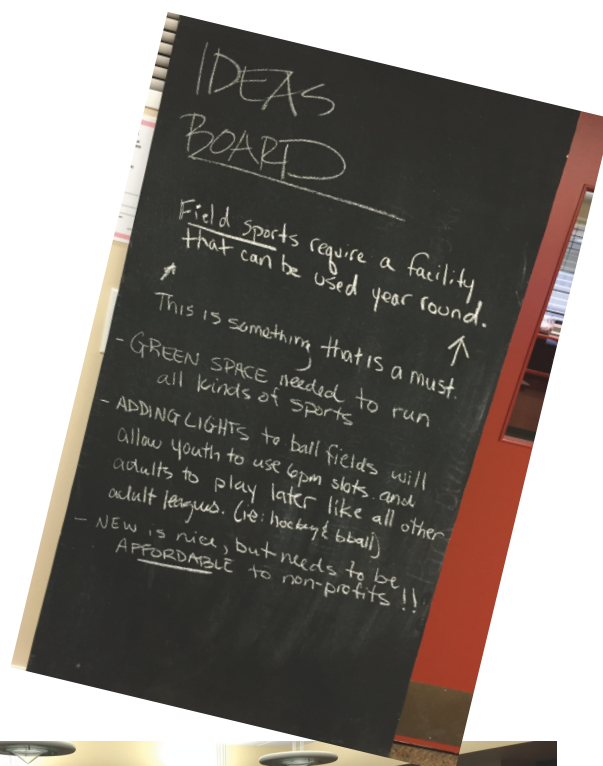 IDEAS
BOARD
Field sports require a facility
that can be used year round.
This is something that is a must.
- GREEN SPACE needed to run
all kinds of sports
- ADDING LIGHTS to ball fields will
allow youth to use 6pm slots and
adults to play later like all other
adult leagues. (ie: hockey & bball)
- NEW is nice, but needs to be
AFFORDABLE to non-profits!!